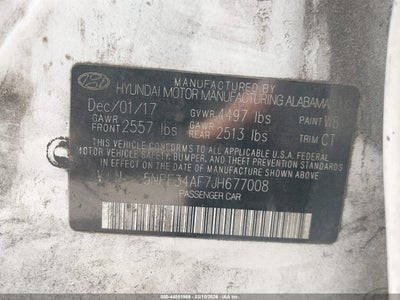 MANUFACTURED BY
HYUNDAI MOTOR MANUFACTURING ALABAMA
Dec/01/17 GVWR 4497 lbs PAINT
GAWR FRONT 2557 lbs GAWR REAR 2513 lbs TRIM CT
THIS VEHICLE CONFORMS TO ALL APPLICABLE U.S.A. FEDERAL
MOTOR VEHICLE SAFETY, BUMPER, AND THEFT PREVENTION STANDARDS
IN EFFECT ON THE DATE OF MANUFACTURE SHOWN ABOVE.
34AF7JH677008
PASSENGER CAR